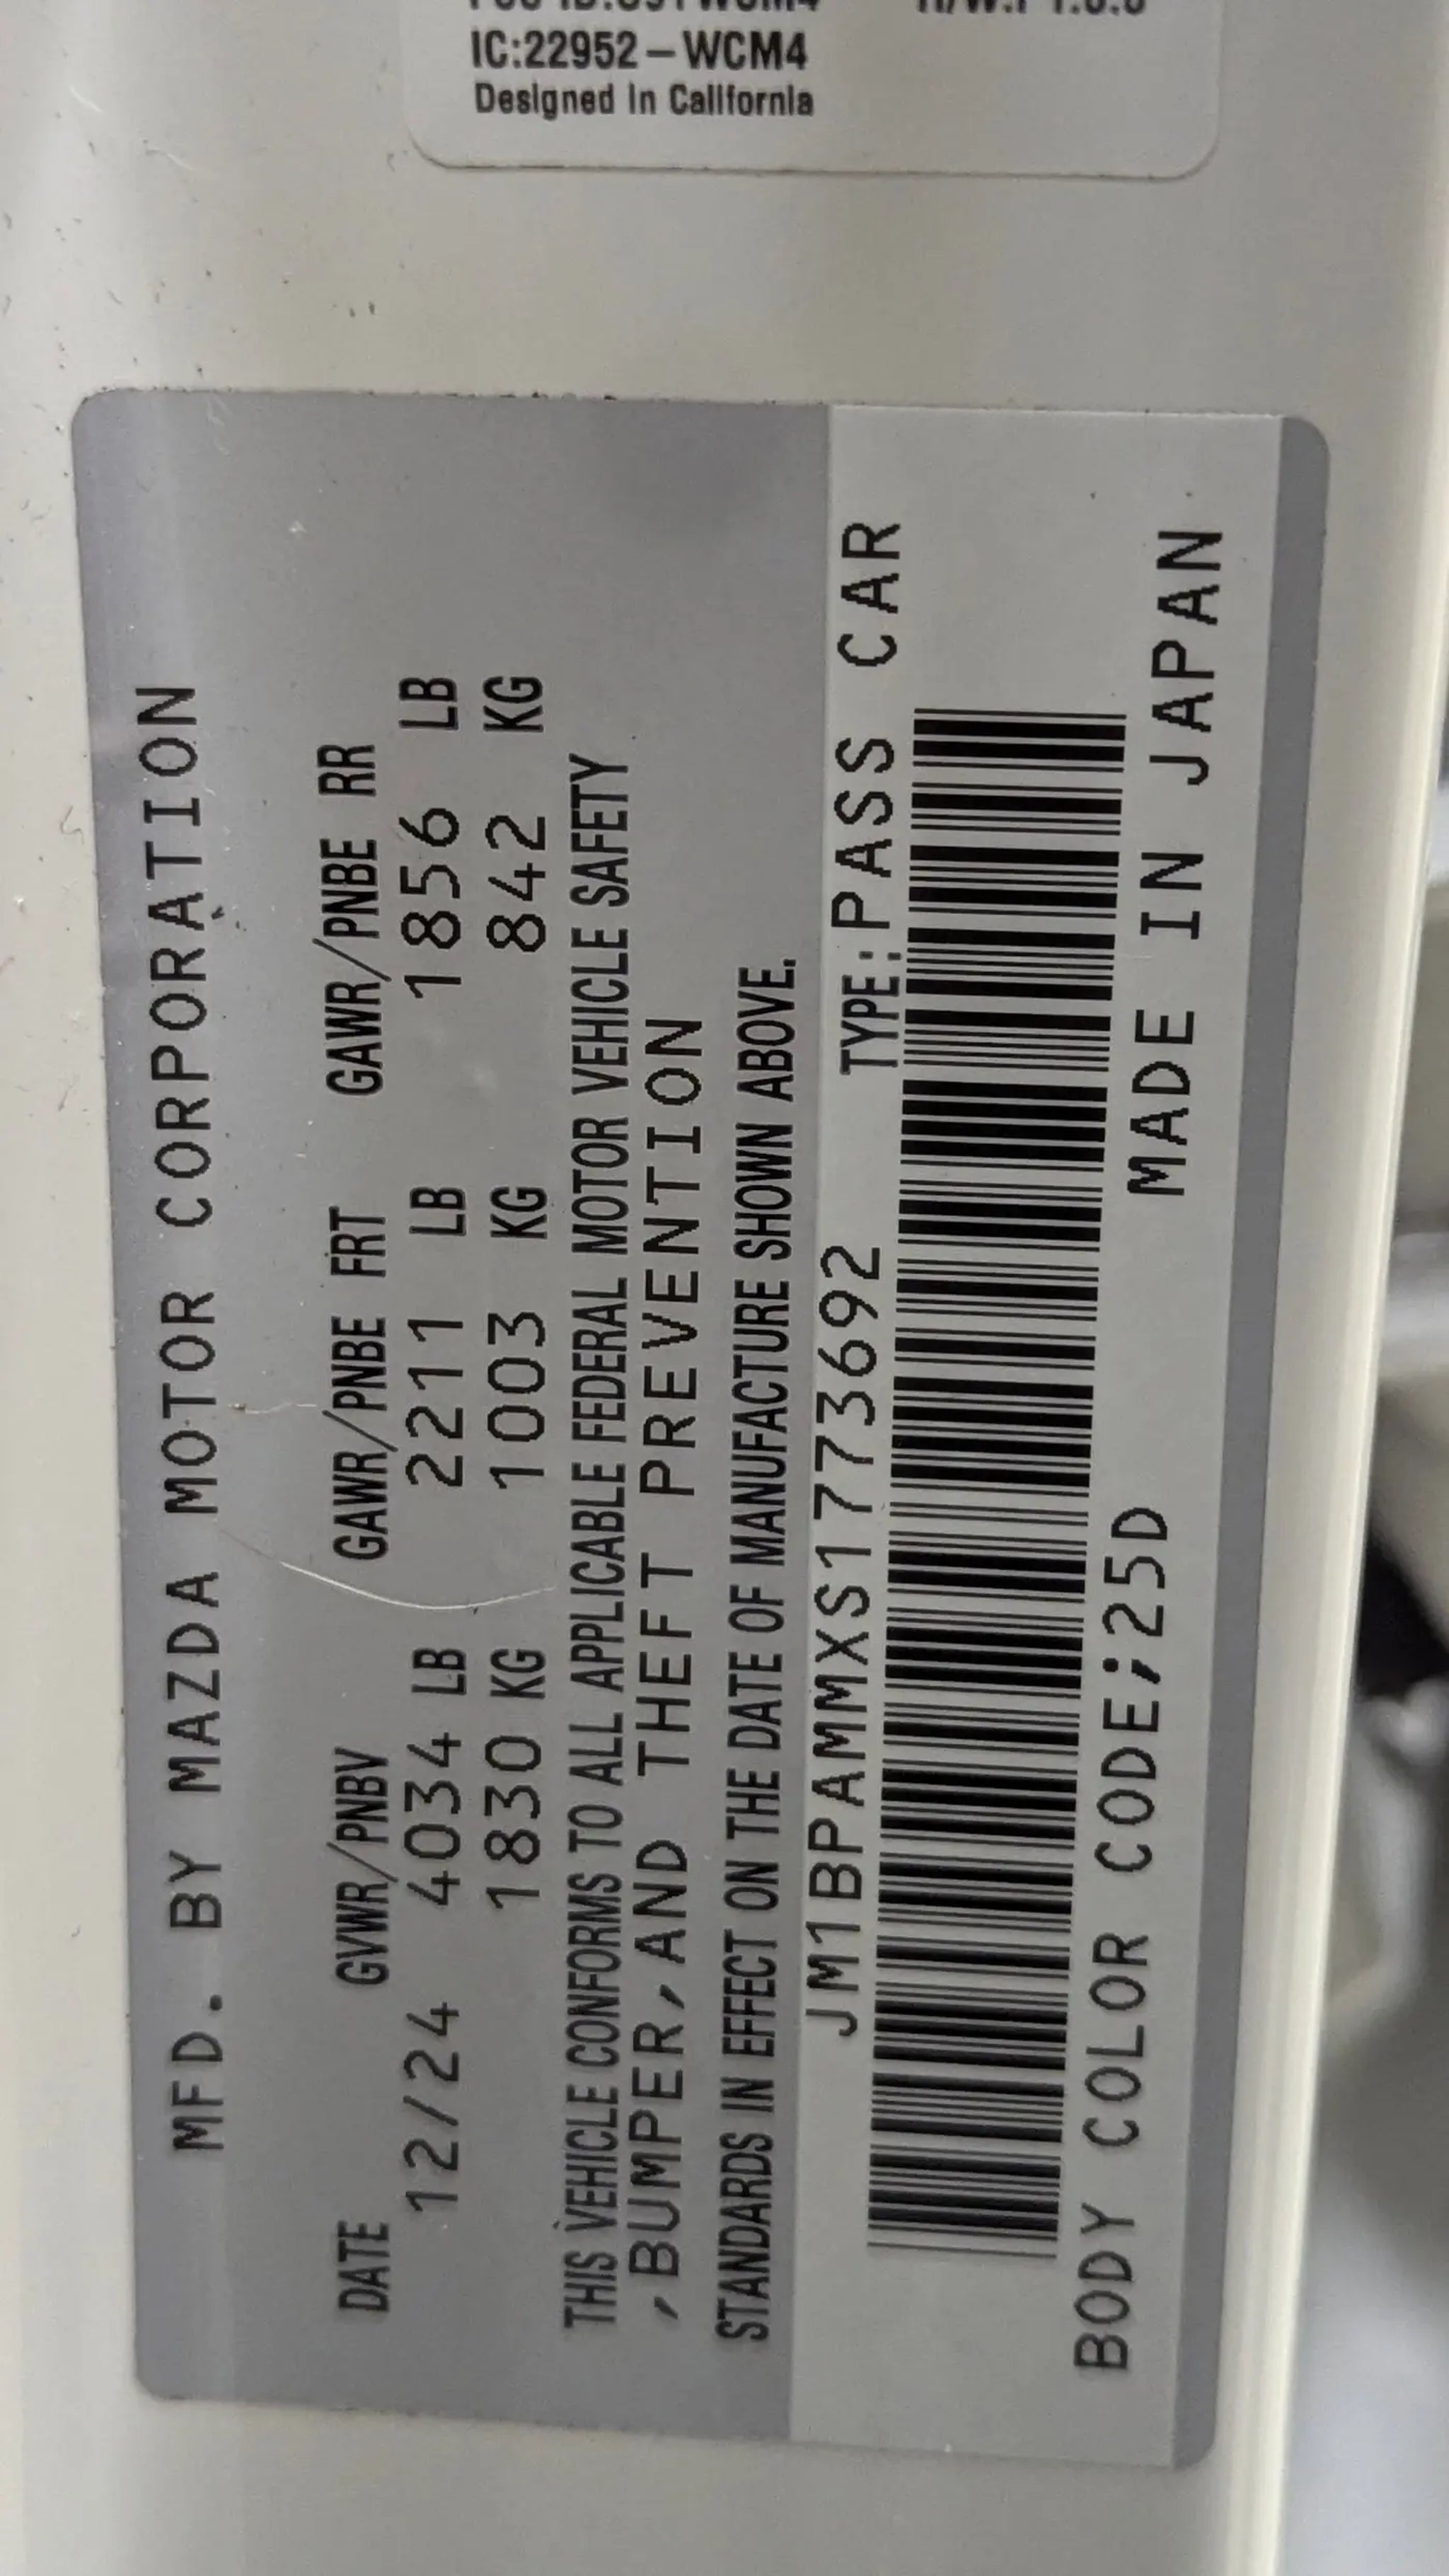 IC:22952-WCM4
Designed in California
MFD. BY MAZDA MOTOR CORPORATION
DATE GVWR/PNBV GAWR/PNBE FRT GAWR/PNBE RR
12/24 4034 LB 2211 LB 1856 LB
1830 KG 1003 KG 842 KG
THIS VEHICLE CONFORMS TO ALL APPLICABLE FEDERAL MOTOR VEHICLE SAFETY
,BUMPER,AND THEFT PREVENTION
STANDARDS IN EFFECT ON THE DATE OF MANUFACTURE SHOWN ABOVE.
JM1BPAMMXS1773692 TYPE:PASS CAR
BODY COLOR CODE;25D MADE IN JAPAN